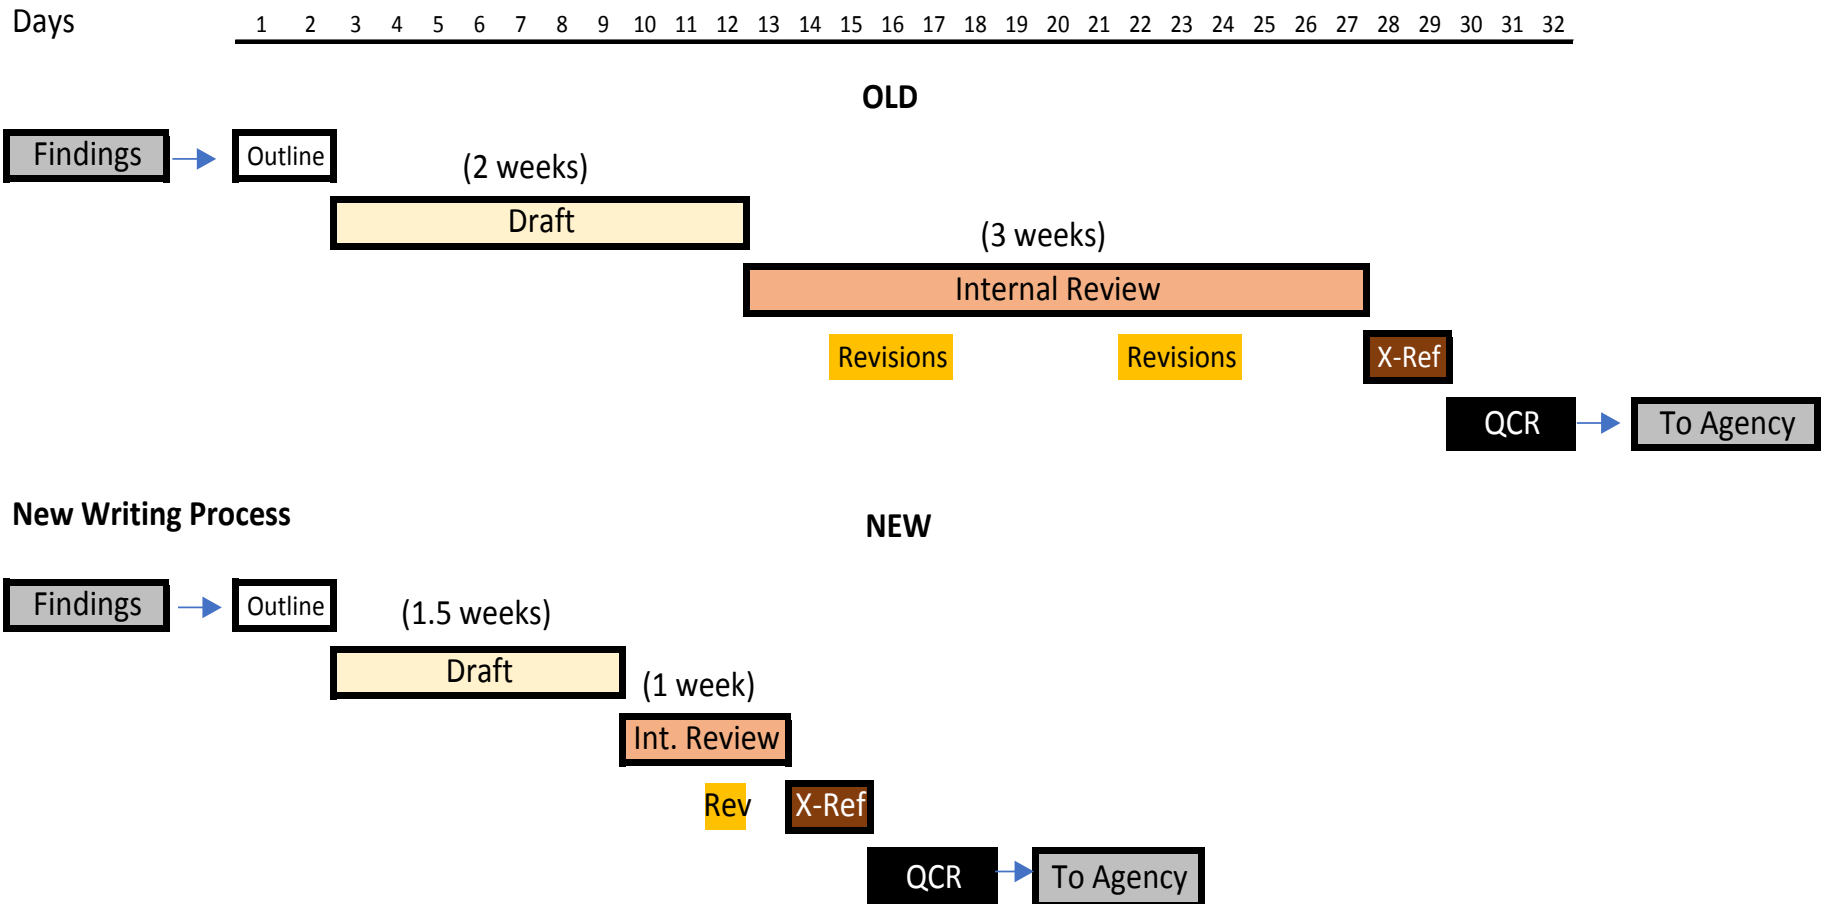 Days 1 2 3 4 5 6 7 8 9 10 11 12 13 14 15 16 17 18 19 20 21 22 23 24 25 26 27 28 29 30 31 32
OLD
Findings Outline
(2 weeks)
Draft
(3 weeks)
Internal Review
Revisions Revisions X-Ref
QCR To Agency
New Writing Process
NEW
Findings Outline
(1.5 weeks)
Draft
(1 week)
Int. Review
Rev X-Ref
QCR To Agency